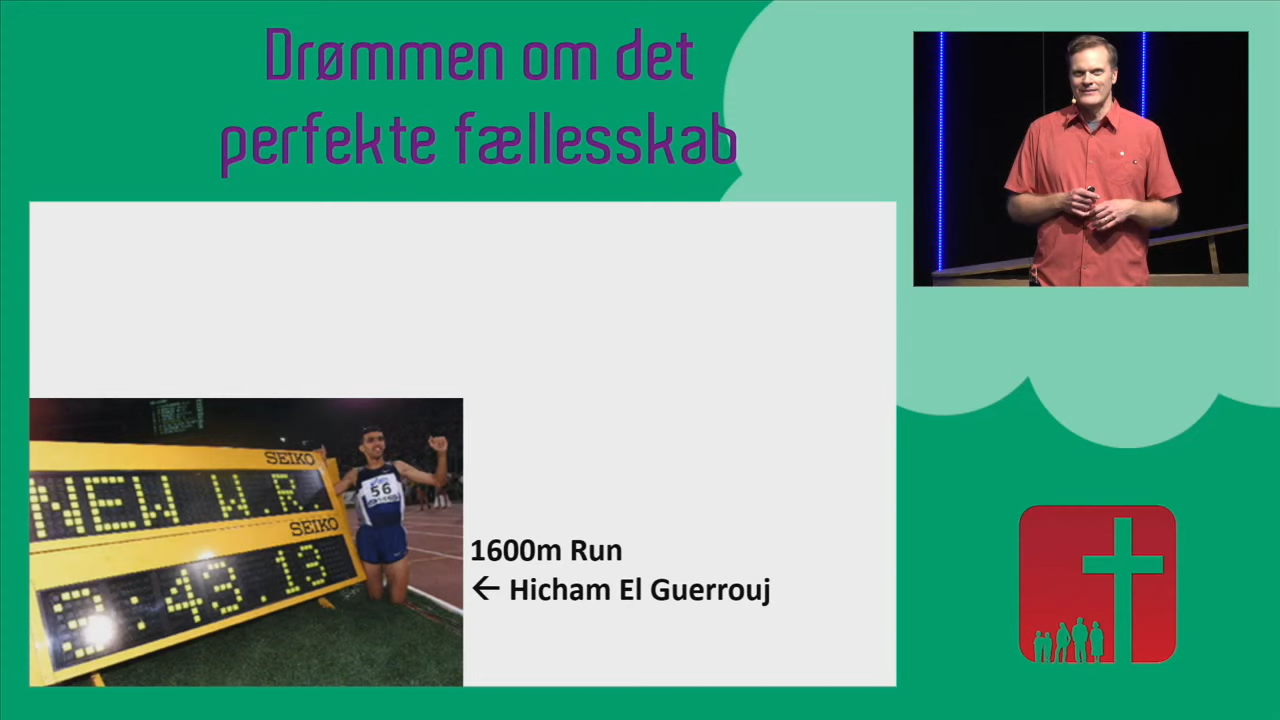 Drømmen om det
perfekte fællesskab
SEIKO
NEW W.R.
SEIKO
3:43.13
56
1600m Run
← Hicham El Guerrouj